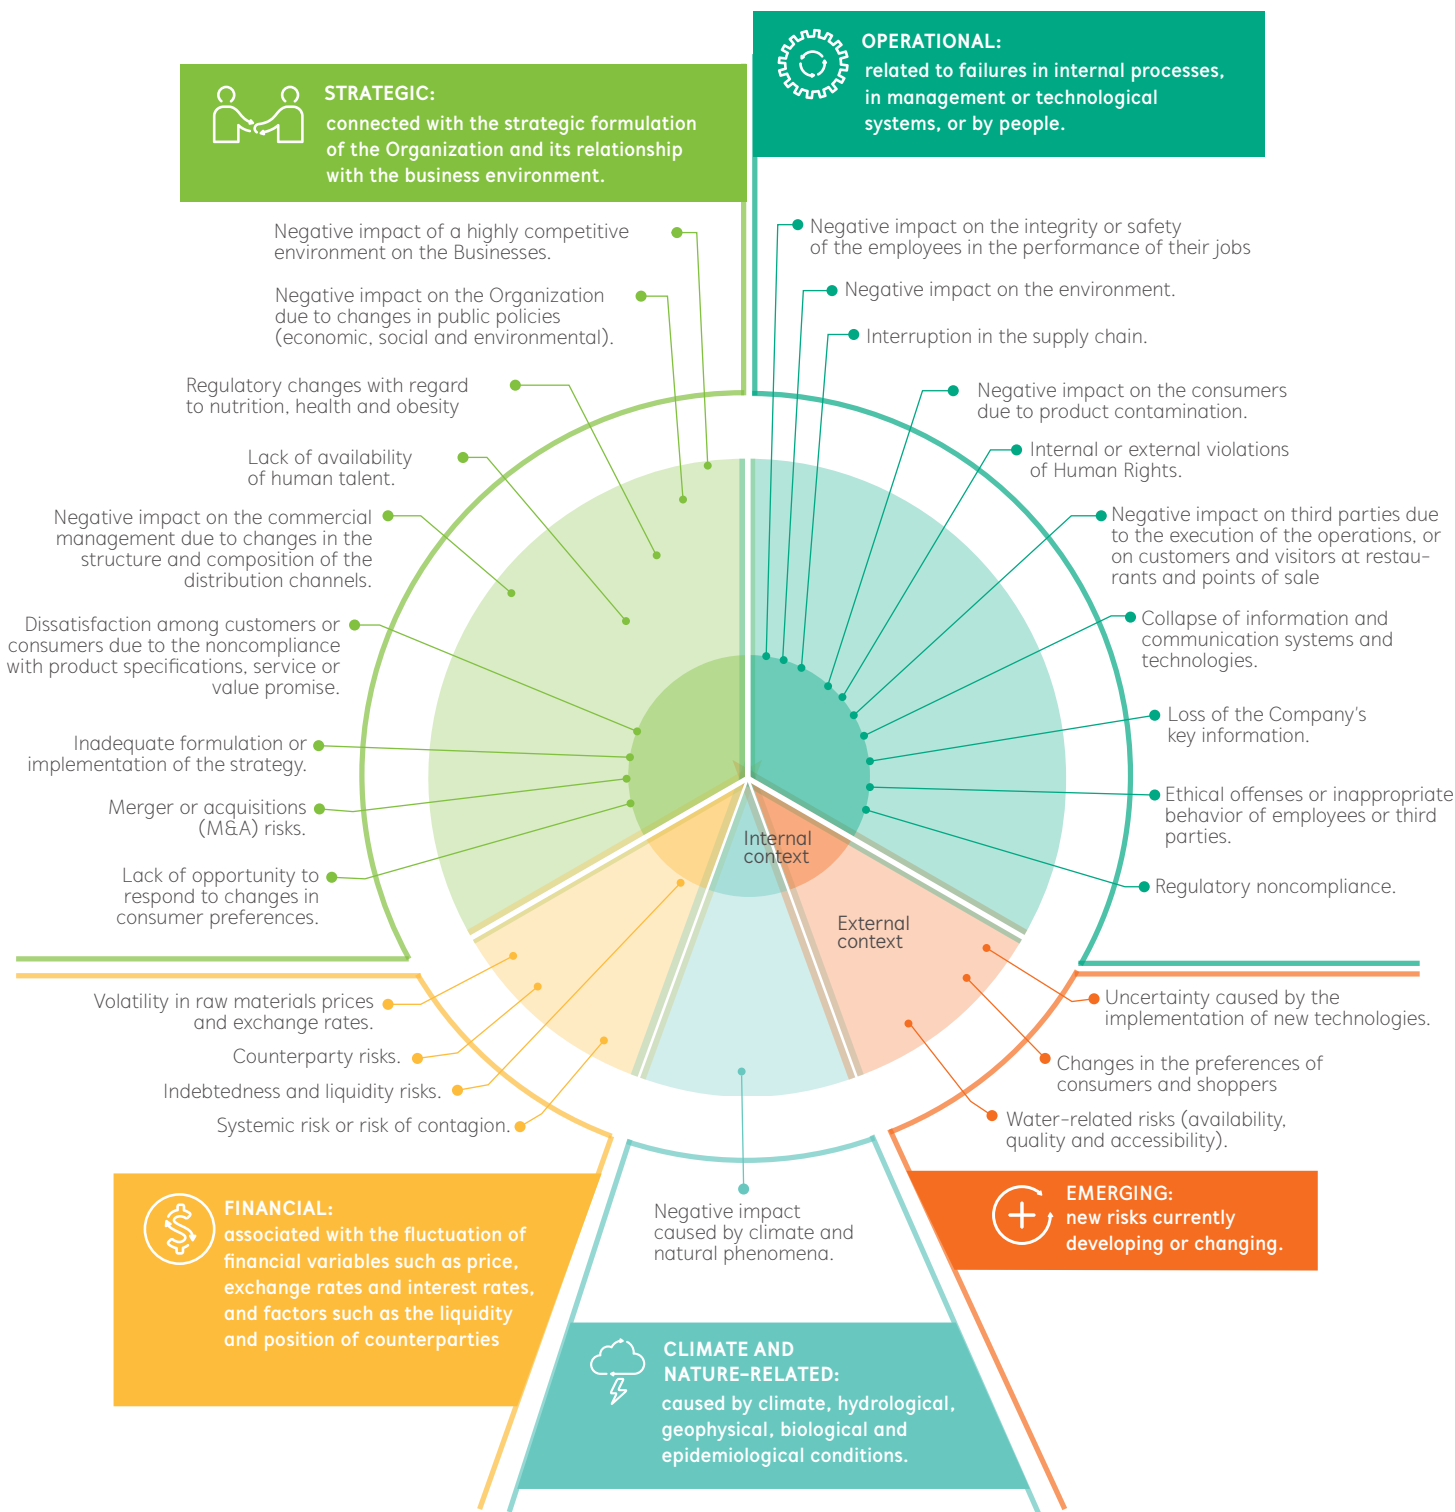 OPERATIONAL:
related to failures in internal processes,
in management or technological
systems, or by people.
STRATEGIC:
connected with the strategic formulation
of the Organization and its relationship
with the business environment.
Negative impact of a highly competitive
environment on the Businesses.
Negative impact on the Organization
due to changes in public policies
(economic, social and environmental).
Regulatory changes with regard
to nutrition, health and obesity
Lack of availability
of human talent.
Negative impact on the commercial
management due to changes in the
structure and composition of the
distribution channels.
Dissatisfaction among customers or
consumers due to the noncompliance
with product specifications, service or
value promise.
Inadequate formulation or
implementation of the strategy.
Merger or acquisitions
(M&A) risks.
Lack of opportunity to
respond to changes in
consumer preferences.
Negative impact on the integrity or safety
of the employees in the performance of their jobs
Negative impact on the environment.
Interruption in the supply chain.
Negative impact on the consumers
due to product contamination.
Internal or external violations
of Human Rights.
Negative impact on third parties due
to the execution of the operations, or
on customers and visitors at restau-
rants and points of sale
Collapse of information and
communication systems and
technologies.
Loss of the Company's
key information.
Ethical offenses or inappropriate
behavior of employees or third
parties.
Regulatory noncompliance.
Internal
context
External
context
Volatility in raw materials prices
and exchange rates.
Counterparty risks.
Indebtedness and liquidity risks.
Systemic risk or risk of contagion.
Uncertainty caused by the
implementation of new technologies.
Changes in the preferences of
consumers and shoppers
Water-related risks (availability,
quality and accessibility).
Negative impact
caused by climate and
natural phenomena.
FINANCIAL:
associated with the fluctuation of
financial variables such as price,
exchange rates and interest rates,
and factors such as the liquidity
and position of counterparties
EMERGING:
new risks currently
developing or changing.
CLIMATE AND
NATURE-RELATED:
caused by climate, hydrological,
geophysical, biological and
epidemiological conditions.